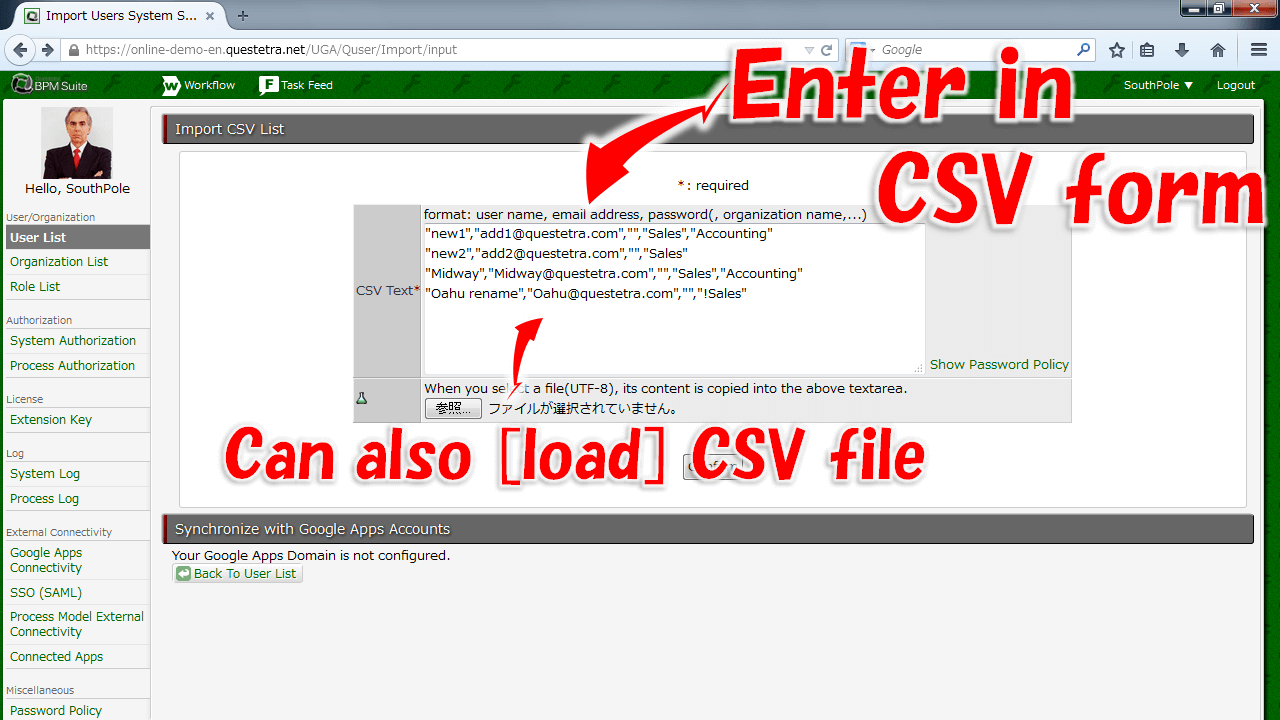 Import Users System S...
https://online-demo-en.questetra.net/UGA/Quser/Import/input
Google
BPM Suite
Workflow
Task Feed
SouthPole ▼
Logout
Hello, SouthPole
User/Organization
User List
Organization List
Role List
Authorization
System Authorization
Process Authorization
License
Extension Key
Log
System Log
Process Log
External Connectivity
Google Apps
Connectivity
SSO (SAML)
Process Model External
Connectivity
Connected Apps
Miscellaneous
Password Policy
Enter in
CSV form
Import CSV List
* : required
CSV Text*
format: user name, email address, password(, organization name,...)
"new1","add1@questetra.com","","Sales","Accounting"
"new2","add2@questetra.com","","Sales"
"Midway","Midway@questetra.com","","Sales","Accounting"
"Oahu rename","Oahu@questetra.com","","!Sales"
Show Password Policy
When you select a file(UTF-8), its content is copied into the above textarea.
参照... ファイルが選択されていません。
Can also [load] CSV file
Synchronize with Google Apps Accounts
Your Google Apps Domain is not configured.
Back To User List